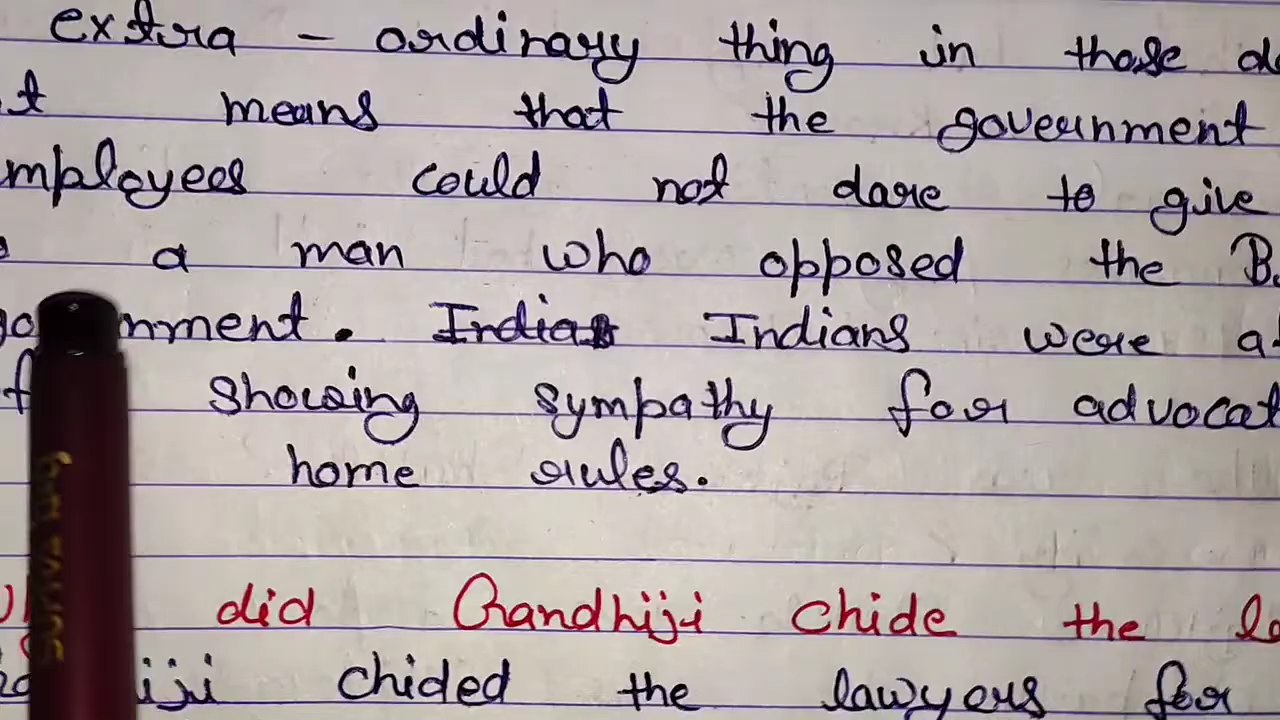 extra - ordinary thing in those
means that the government
mployees could not dare to give
a man who opposed the
nment. Indias Indians were
showing sympathy for advocat
home rules.
did Gandhiji chide the
iji chided the lawyers for